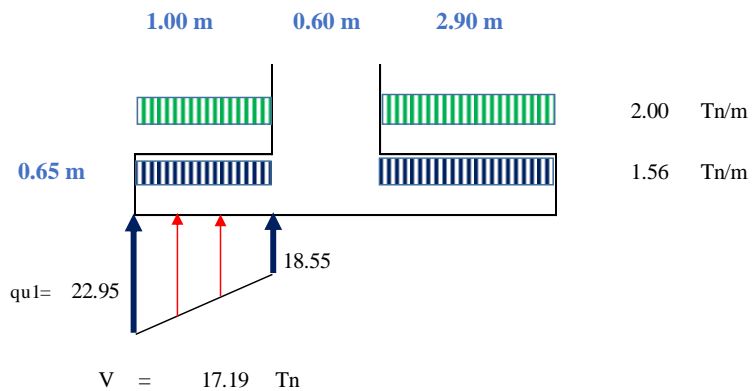 1.00 m 0.60 m 2.90 m
2.00 Tn/m
0.65 m 1.56 Tn/m
18.55
qu1= 22.95
V = 17.19 Tn